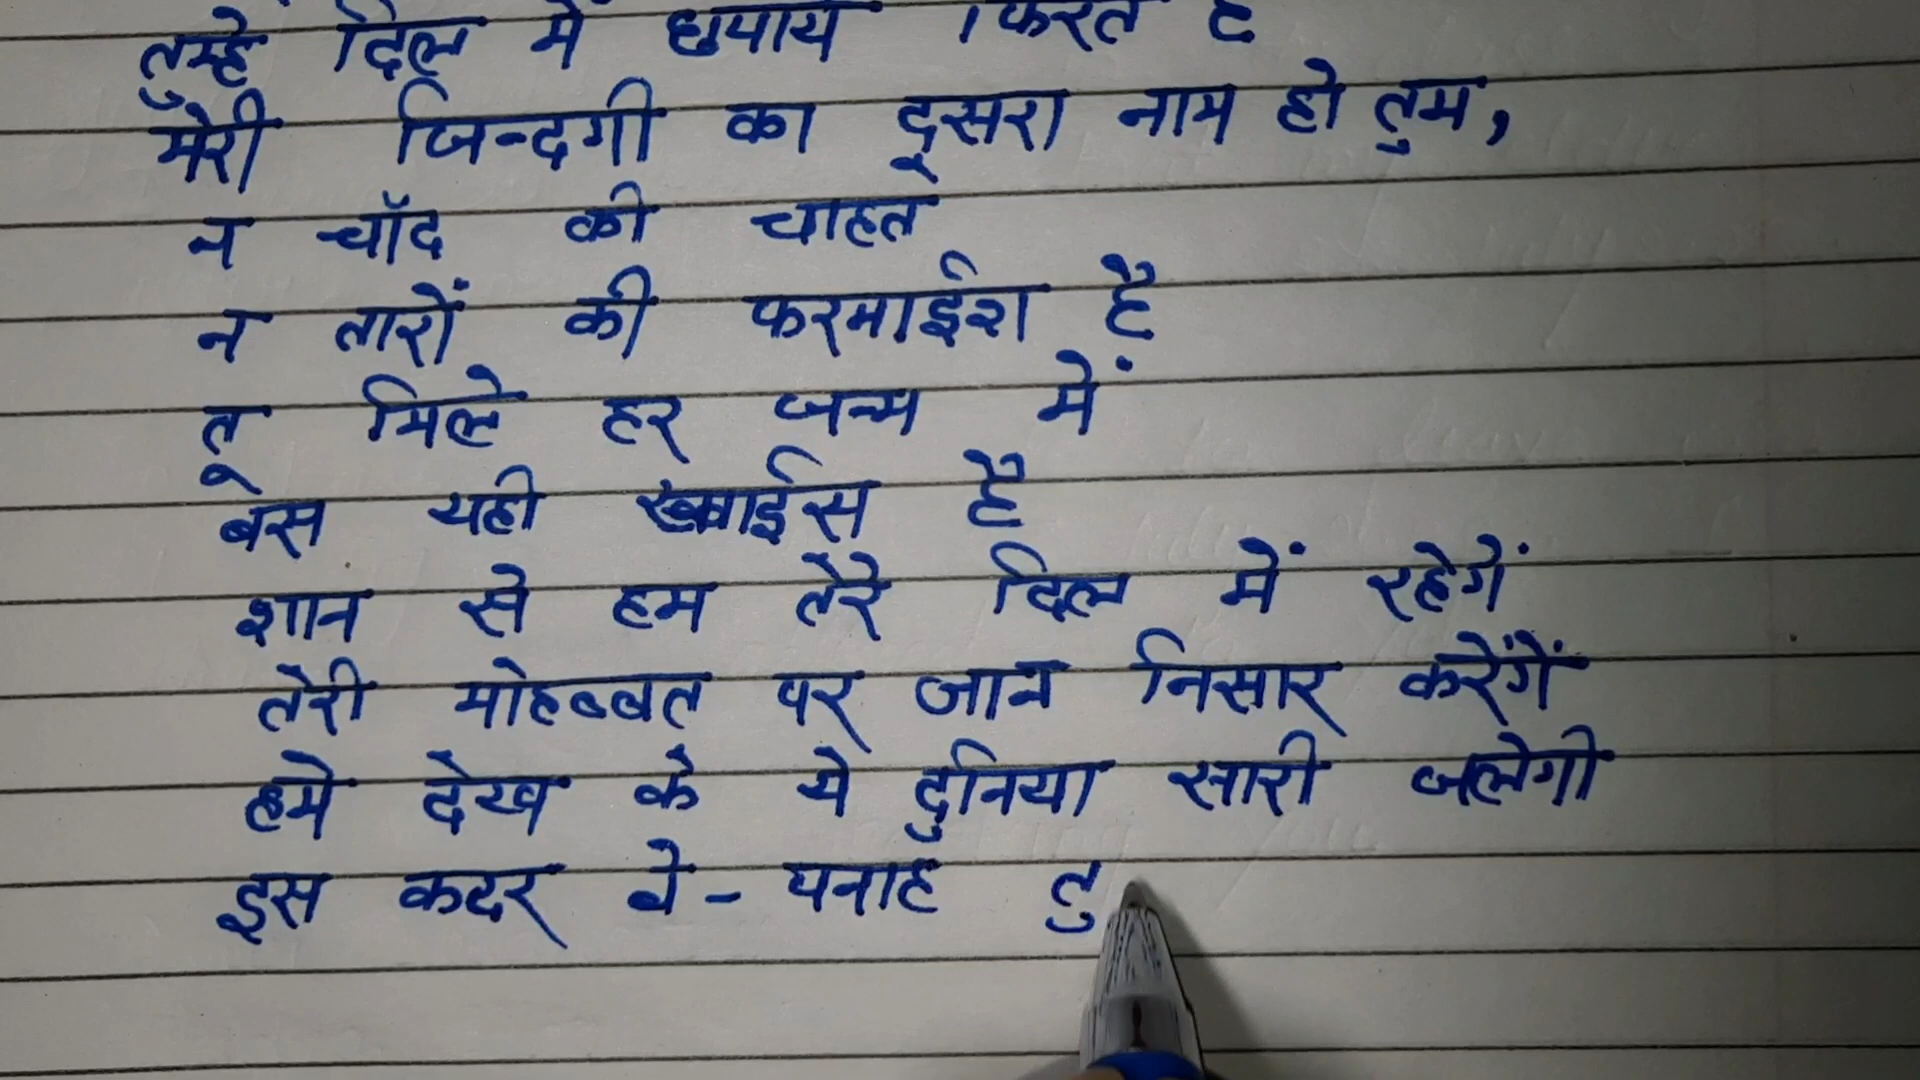 तुम्हे दिल में छुपाये फिरते है
मेरी जिन्दगी का दूसरा नाम हो तुम,
न चॉद की चाहत
न तारों की फरमाईश है
तू मिले हर जन्म में
बस यही ख्वाईस है
शान से हम तेरे दिल में रहेगें
तेरी मोहब्बत पर जान निसार करेंगें
हमे देख के ये दुनिया सारी जलेगी
इस कदर बे-पनाह तु